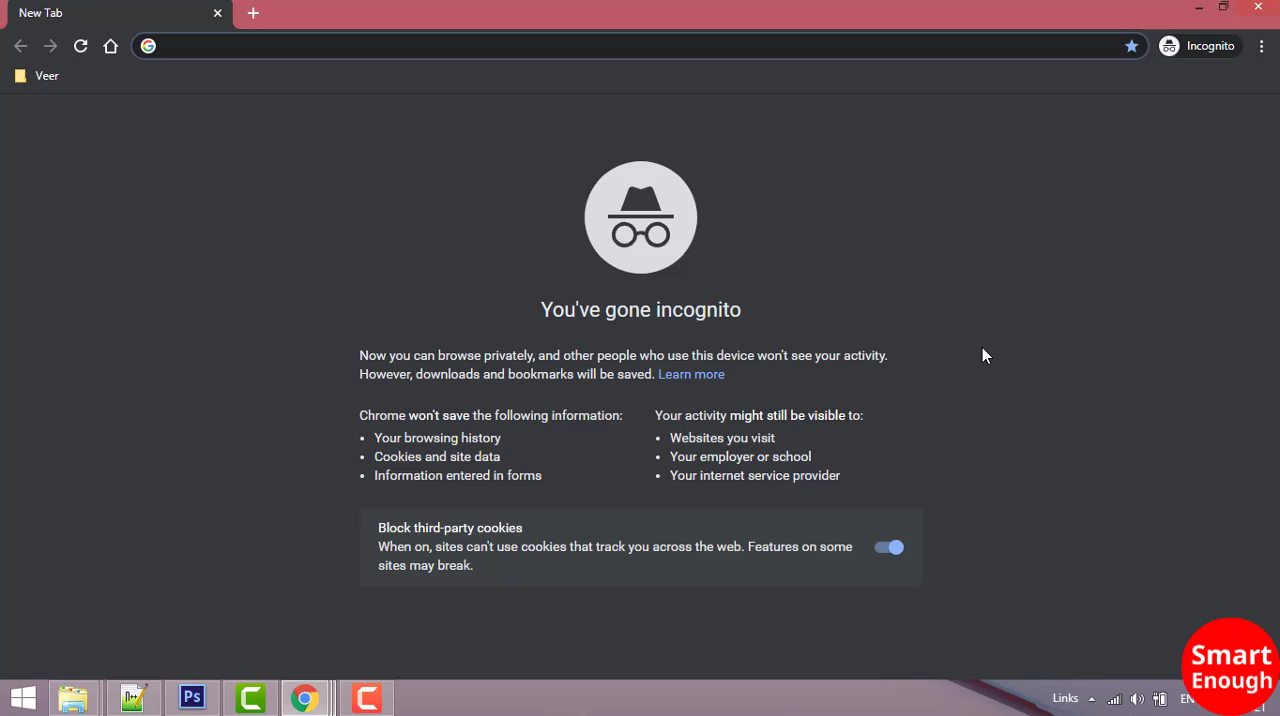 New Tab
Incognito
Veer
You've gone incognito
Now you can browse privately, and other people who use this device won't see your activity.
However, downloads and bookmarks will be saved. Learn more
Chrome won't save the following information:
Your browsing history
Cookies and site data
Information entered in forms
Your activity might still be visible to:
Websites you visit
Your employer or school
Your internet service provider
Block third-party cookies
When on, sites can't use cookies that track you across the web. Features on some
sites may break.
Smart
Enough
Ps
Links